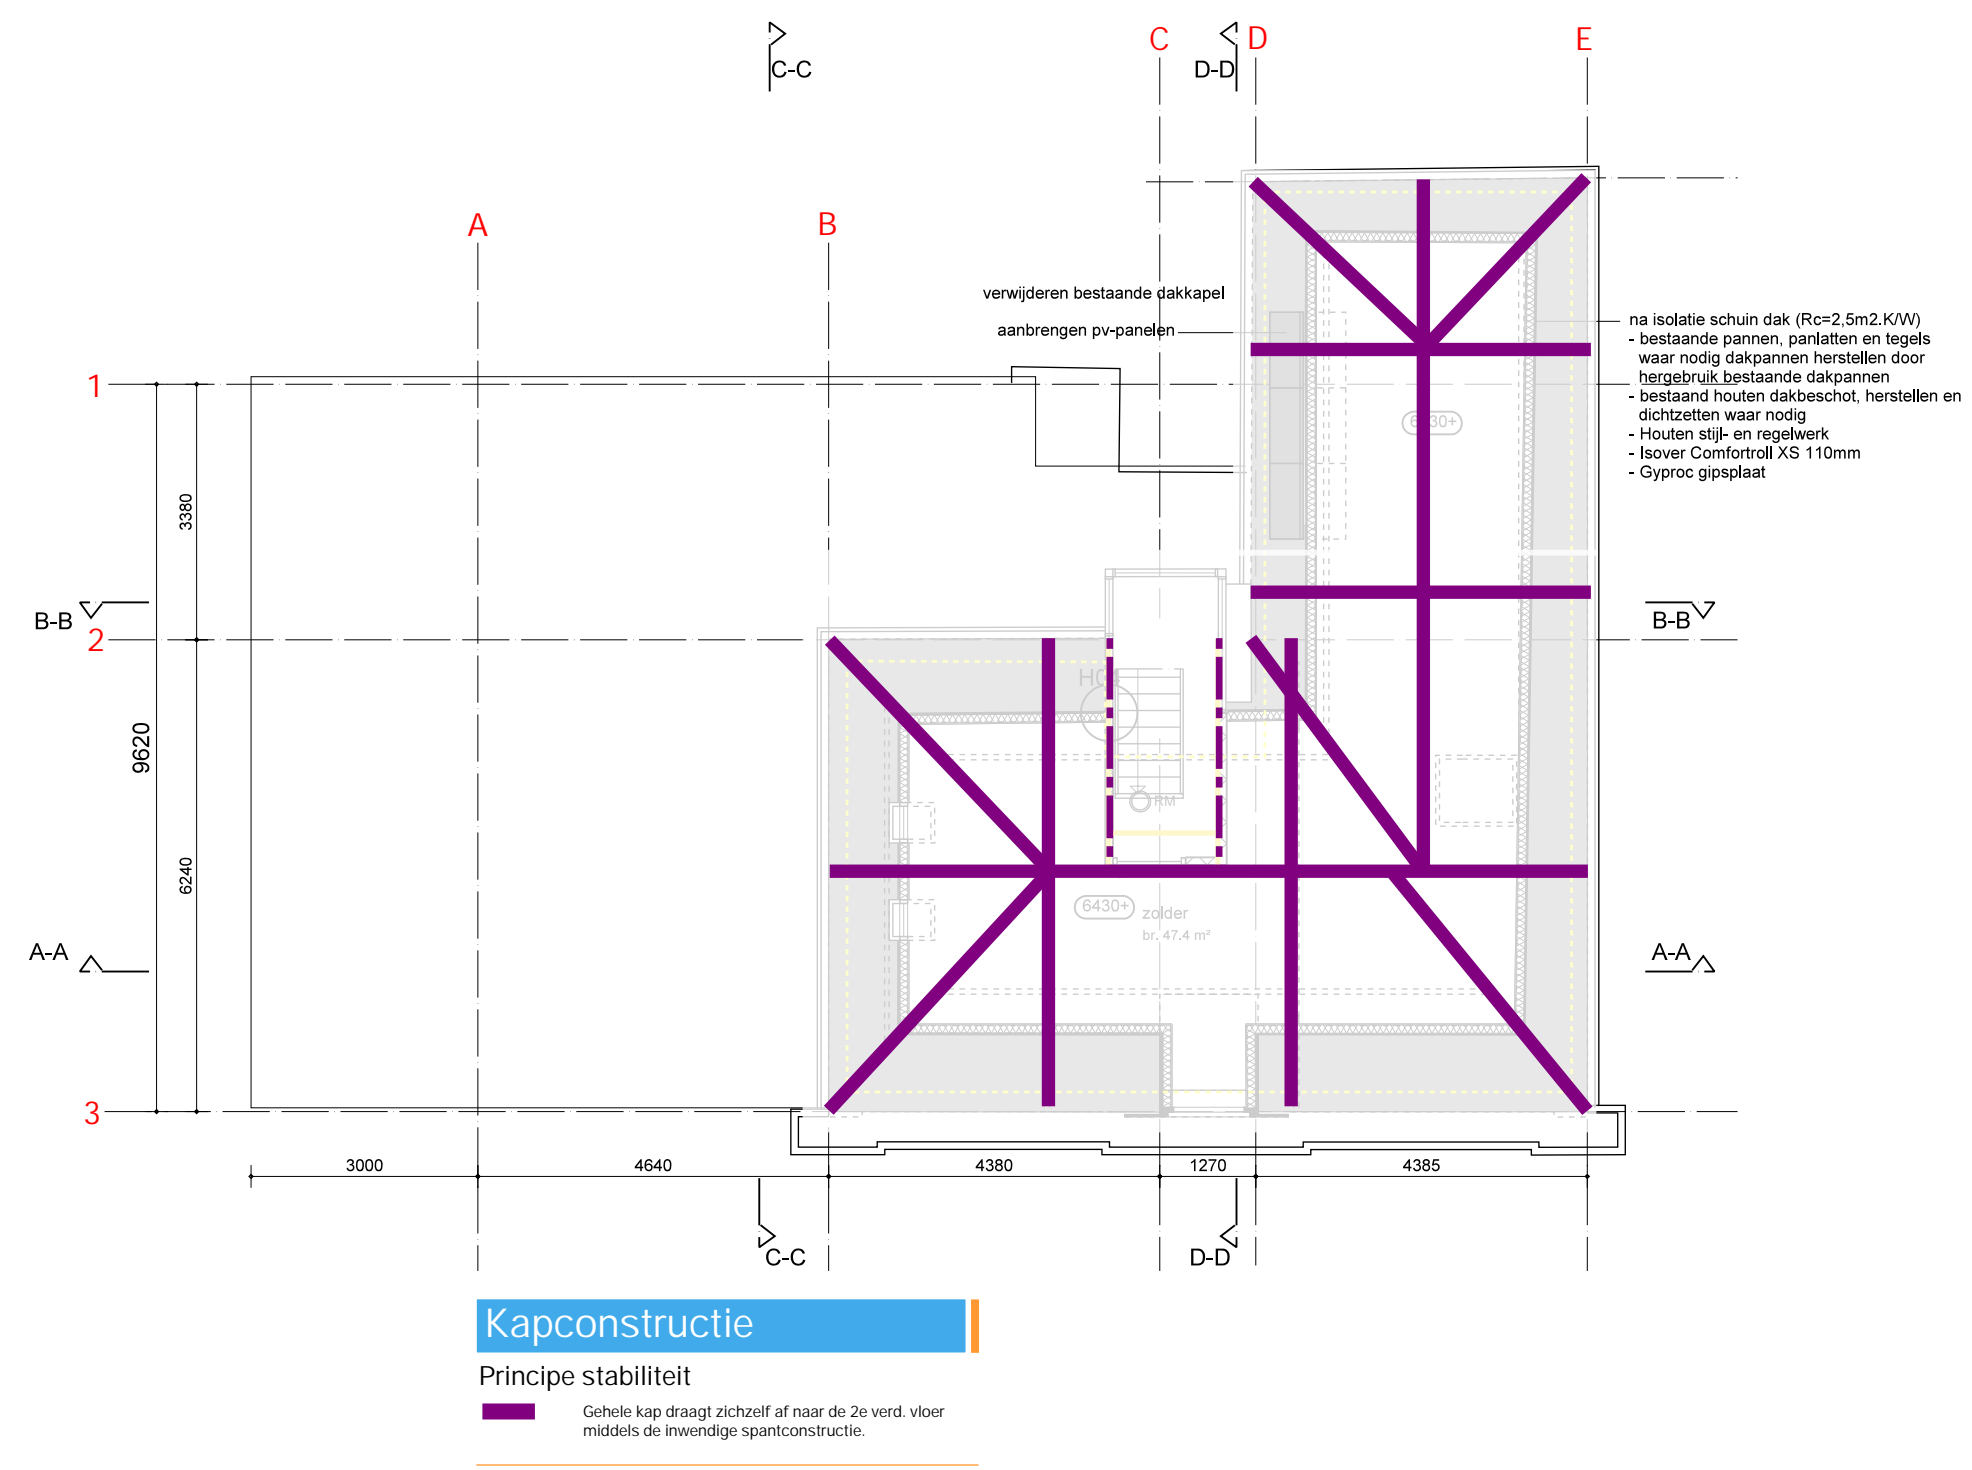 C-C
C
D-D
D
E
A
B
verwijderen bestaande dakkapel
aanbrengen pv-panelen
na isolatie schuin dak (Rc=2,5m2.K/W)
- bestaande pannen, panlatten en tegels
waar nodig dakpannen herstellen door
hergebruik bestaande dakpannen
- bestaand houten dakbeschot, herstellen en
dichtzetten waar nodig
- Houten stijl- en regelwerk
- Isover Comfortroll XS 110mm
- Gyproc gipsplaat
1
3380
B-B
B-B
2
9620
RM
6240
6430+
zolder
br. 47.4 m²
A-A
A-A
3
3000
4640
4380
1270
4385
C-C
D-D
Kapconstructie
Principe stabiliteit
Gehele kap draagt zichzelf af naar de 2e verd. vloer
middels de inwendige spantconstructie.